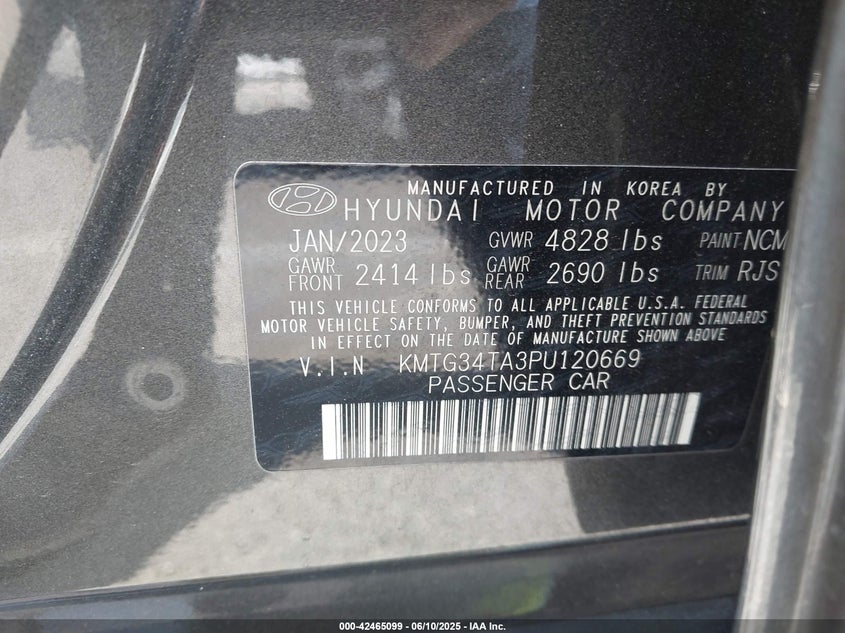 MANUFACTURED IN KOREA BY
HYUNDAI MOTOR COMPANY
JAN/2023 GVWR 4828 lbs PAINT NCM
GAWR FRONT 2414 lbs GAWR REAR 2690 lbs TRIM RJS
THIS VEHICLE CONFORMS TO ALL APPLICABLE U.S.A. FEDERAL
MOTOR VEHICLE SAFETY, BUMPER, AND THEFT PREVENTION STANDARDS
IN EFFECT ON THE DATE OF MANUFACTURE SHOWN ABOVE
V.I.N KMTG34TA3PU120669
PASSENGER CAR
000-42465099 - 06/10/2025 - IAA Inc.